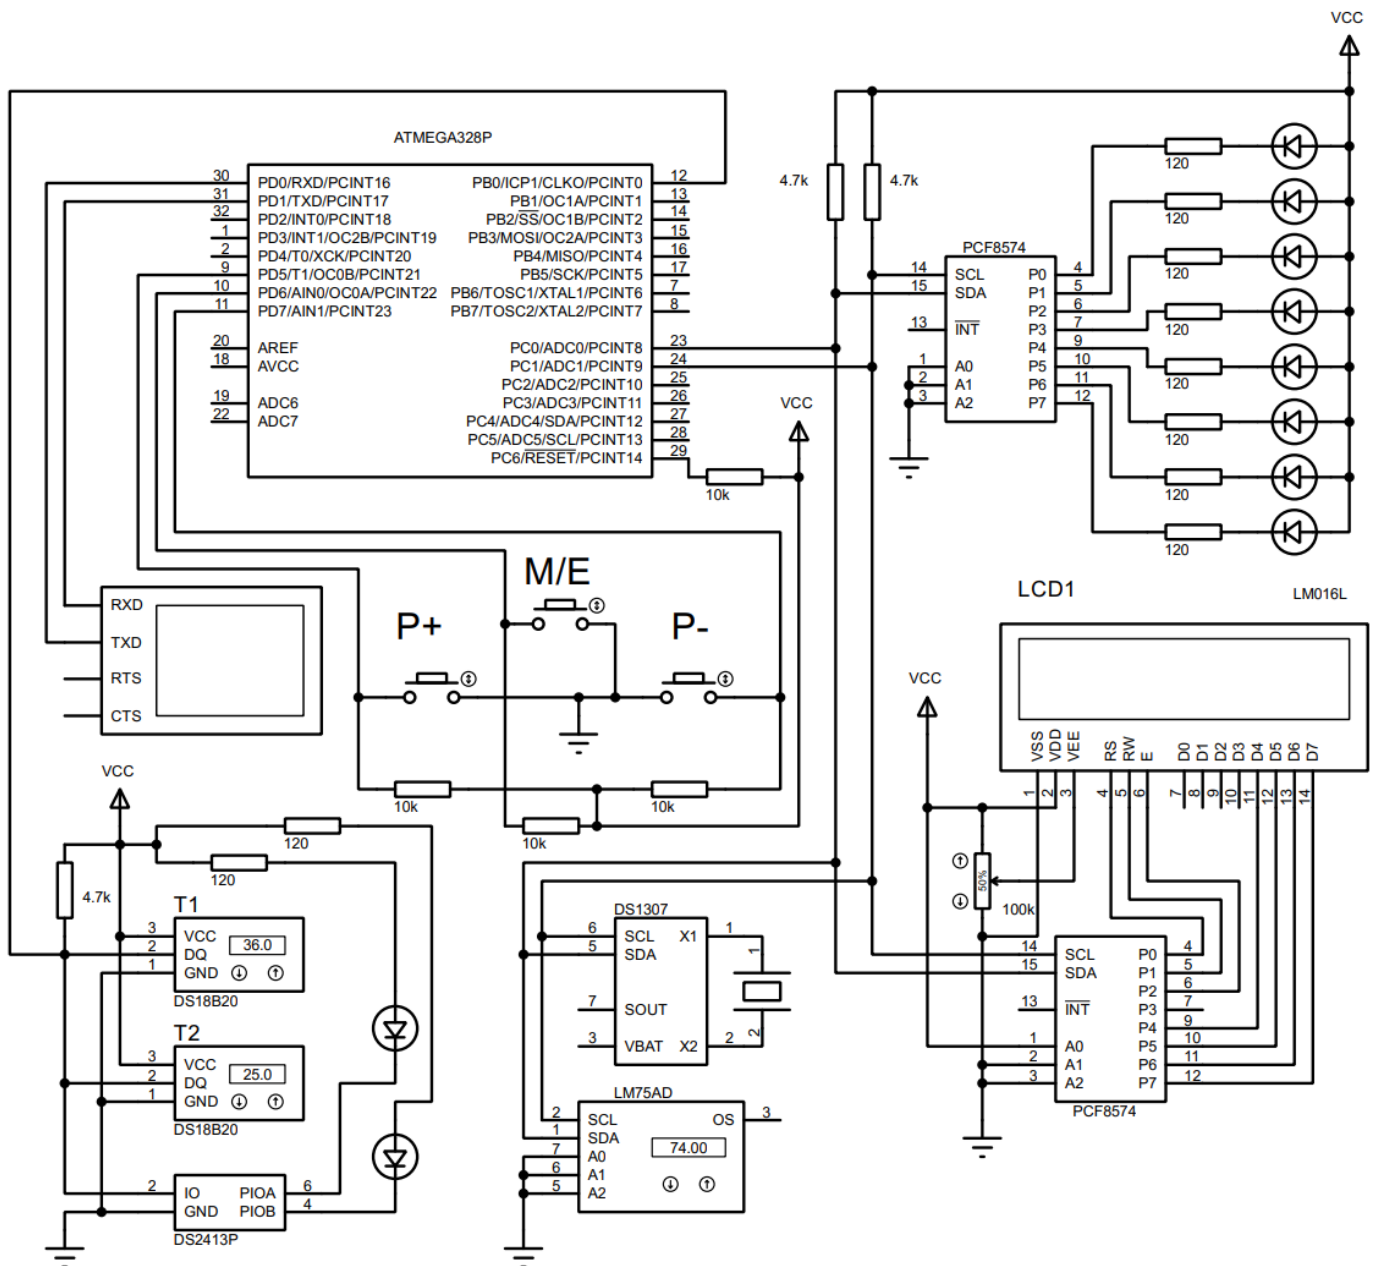 VCC
ATMEGA328P
30 PD0/RXD/PCINT16 PB0/ICP1/CLKO/PCINT0 12
31 PD1/TXD/PCINT17 PB1/OC1A/PCINT1 13
32 PD2/INT0/PCINT18 PB2/SS/OC1B/PCINT2 14
1 PD3/INT1/OC2B/PCINT19 PB3/MOSI/OC2A/PCINT3 15
2 PD4/T0/XCK/PCINT20 PB4/MISO/PCINT4 16
9 PD5/T1/OC0B/PCINT21 PB5/SCK/PCINT5 17
10 PD6/AIN0/OC0A/PCINT22 PB6/TOSC1/XTAL1/PCINT6 7
11 PD7/AIN1/PCINT23 PB7/TOSC2/XTAL2/PCINT7 8
20 AREF PC0/ADC0/PCINT8 23
18 AVCC PC1/ADC1/PCINT9 24
PC2/ADC2/PCINT10 25
19 ADC6 PC3/ADC3/PCINT11 26
22 ADC7 PC4/ADC4/SDA/PCINT12 27
PC5/ADC5/SCL/PCINT13 28
PC6/RESET/PCINT14 29
10k
VCC
4.7k
4.7k
PCF8574
14 SCL P0 4
15 SDA P1 5
P2 6
13 INT P3 7
P4 9
1 A0 P5 10
2 A1 P6 11
3 A2 P7 12
120
120
120
120
120
120
120
120
RXD
TXD
RTS
CTS
M/E
P+
P-
10k
10k
10k
LCD1
LM016L
VCC
VSS VDD VEE RS RW E D0 D1 D2 D3 D4 D5 D6 D7
1 2 3 4 5 6 7 8 9 10 11 12 13 14
50%
100k
14 SCL P0 4
15 SDA P1 5
P2 6
13 INT P3 7
P4 9
1 A0 P5 10
2 A1 P6 11
3 A2 P7 12
PCF8574
VCC
120
120
4.7k
T1
3 VCC 36.0
2 DQ
1 GND
DS18B20
T2
3 VCC 25.0
2 DQ
1 GND
DS18B20
2 IO PIOA 6
GND PIOB 4
DS2413P
DS1307
6 SCL X1 1
5 SDA
7 SOUT
3 VBAT X2 2
1
2
LM75AD
2 SCL OS 3
1 SDA 74.00
7 A0
6 A1
5 A2